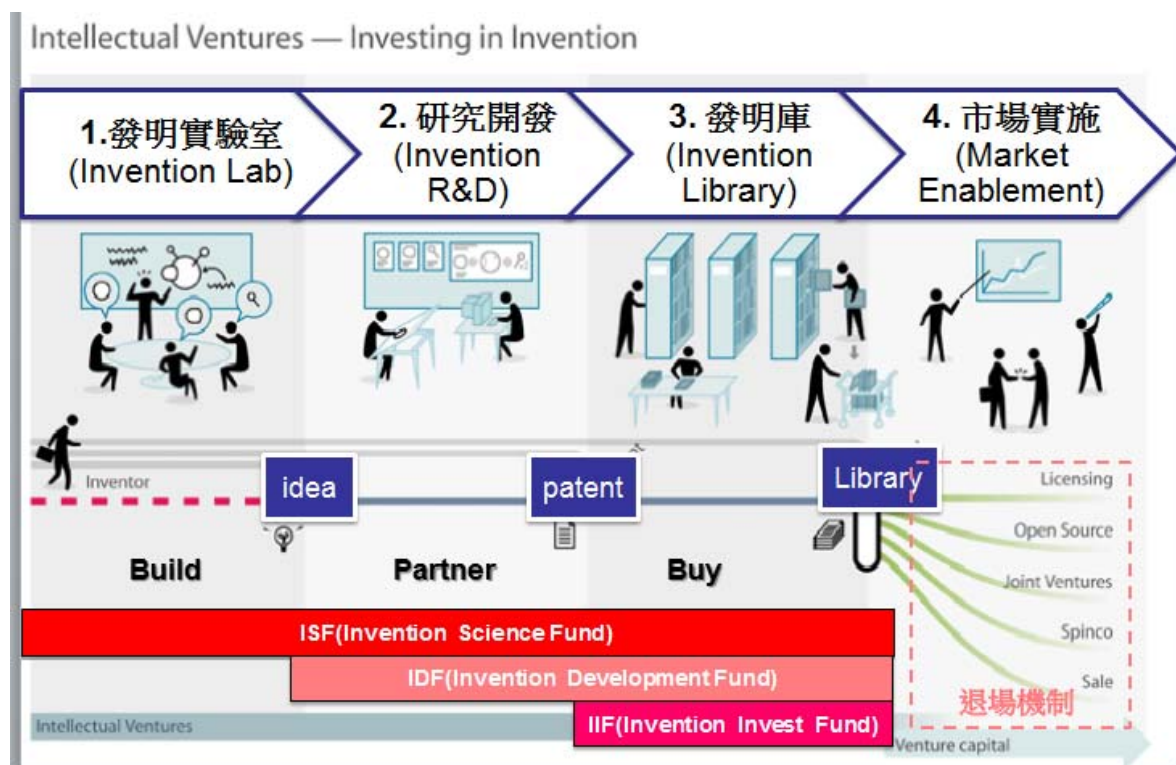 Intellectual Ventures — Investing in Invention
1.發明實驗室
(Invention Lab)
2. 研究開發
(Invention
R&D)
3. 發明庫
(Invention
Library)
4. 市場實施
(Market
Enablement)
Inventor
idea
patent
Library
Licensing
Open Source
Joint Ventures
Spinco
Sale
退場機制
Build
Partner
Buy
ISF(Invention Science Fund)
IDF(Invention Development Fund)
IIF(Invention Invest Fund)
Intellectual Ventures
Venture capital